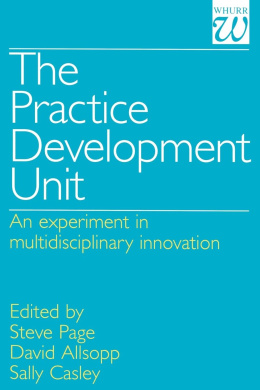 WHURR
W
The
Practice
Development
Unit
An experiment in
multidisciplinary innovation
Edited by
Steve Page
David Allsopp
Sally Casley